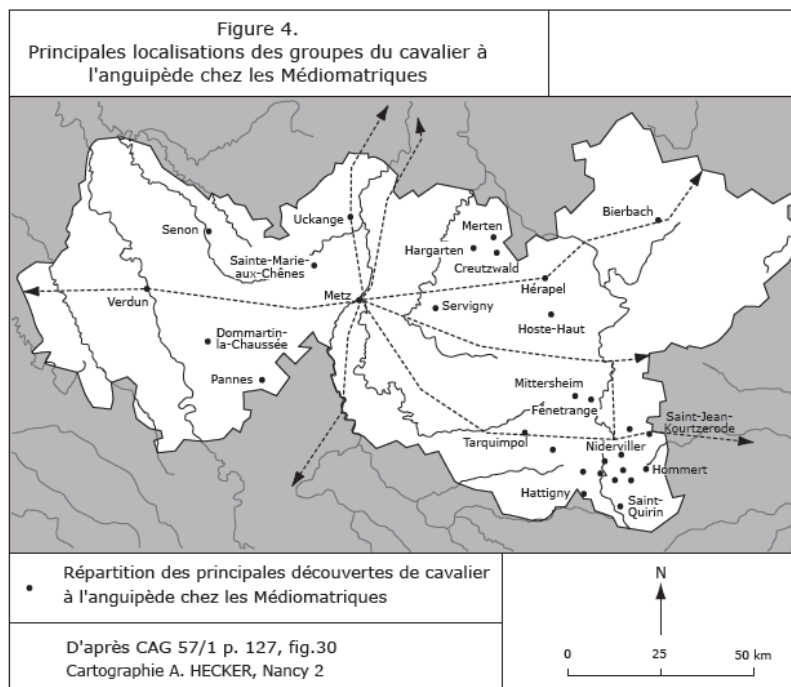 Figure 4.
Principales localisations des groupes du cavalier à
l'anguipède chez les Médiomatriques
Bierbach
Uckange
Merten
Senon
Hargarten
Creutzwald
Sainte-Marie-
aux-Chênes
Hérapel
Verdun
Metz
Servigny
Hoste-Haut
Dommartin-
la-Chaussée
Pannes
Mittersheim
Fénetrange
Saint-Jean-
Kourtzerode
Tarquimpol
Niderviller
Hommert
Hattigny
Saint-
Quirin
Répartition des principales découvertes de cavalier
à l'anguipède chez les Médiomatriques
N
D'après CAG 57/1 p. 127, fig.30
Cartographie A. HECKER, Nancy 2
0 25 50 km